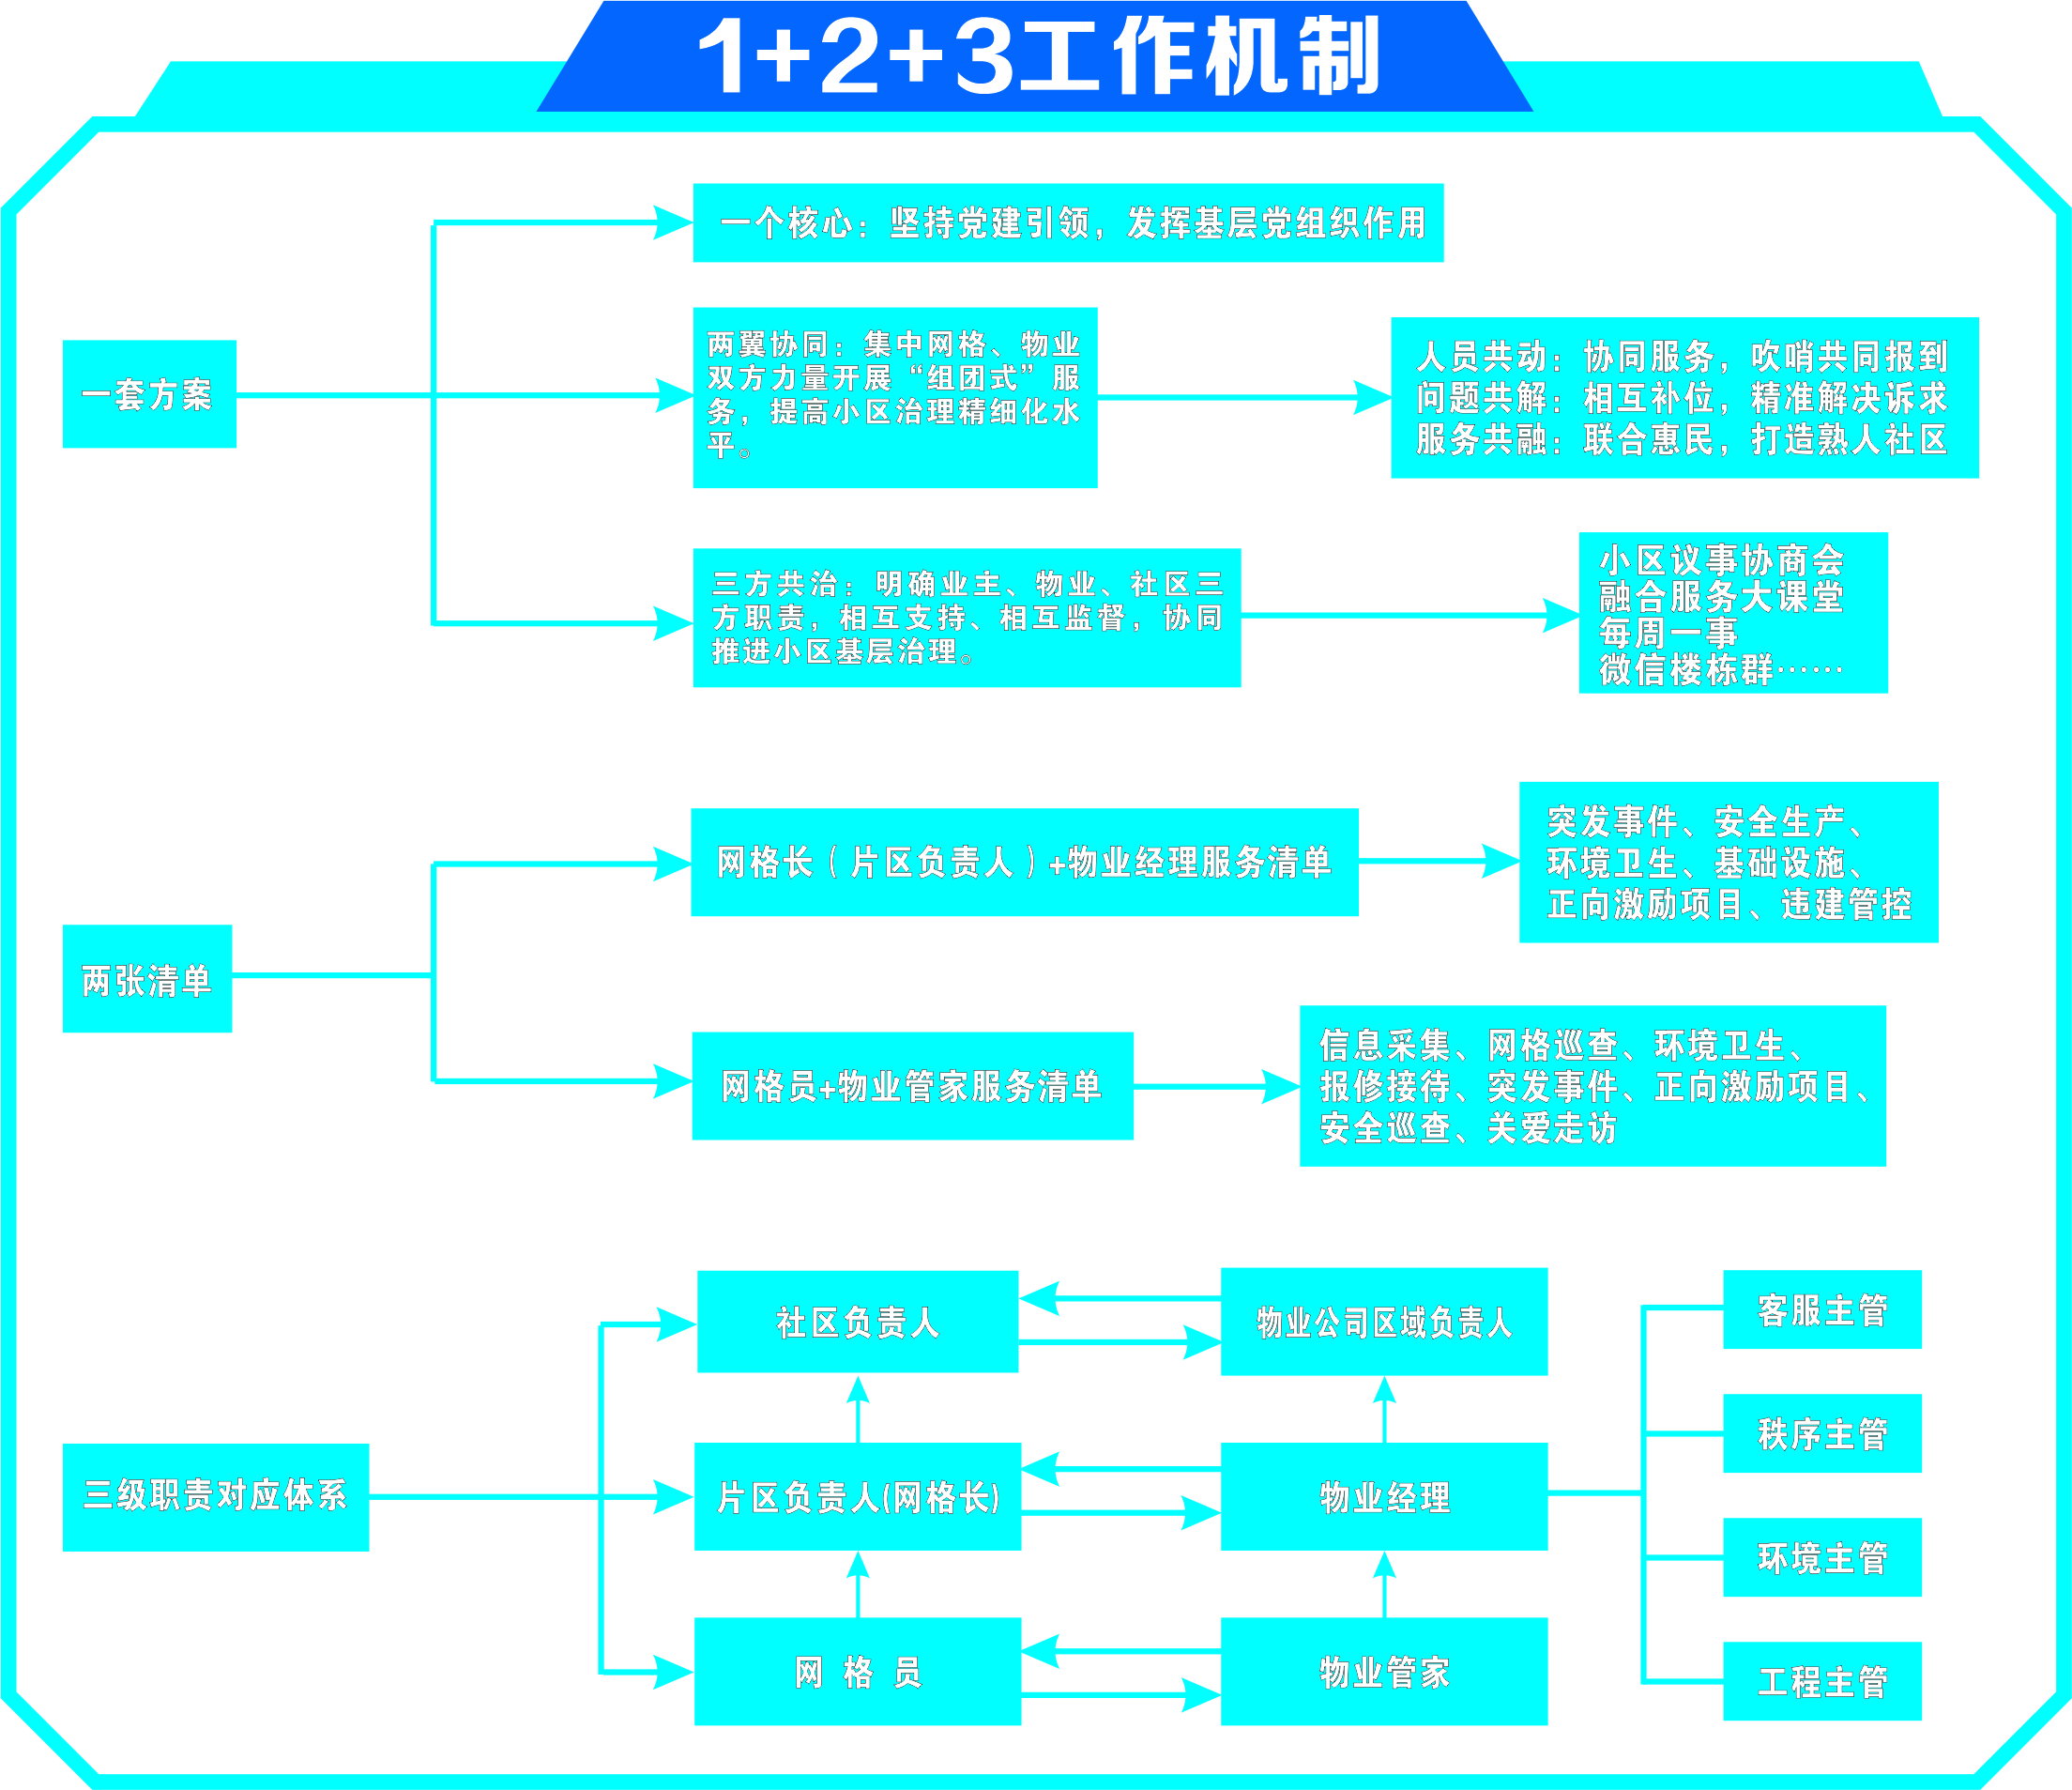 1+2+3工作机制
一套方案
一个核心：坚持党建引领，发挥基层党组织作用
两翼协同：集中网格、物业
双方力量开展“组团式”服
务，提高小区治理精细化水
平。
人员共动：协同服务，吹哨共同报到
问题共解：相互补位，精准解决诉求
服务共融：联合惠民，打造熟人社区
三方共治：明确业主、物业、社区三
方职责，相互支持、相互监督，协同
推进小区基层治理。
小区议事协商会
融合服务大课堂
每周一事
微信楼栋群……
两张清单
网格长（片区负责人）+物业经理服务清单
突发事件、安全生产、
环境卫生、基础设施、
正向激励项目、违建管控
网格员+物业管家服务清单
信息采集、网格巡查、环境卫生、
报修接待、突发事件、正向激励项目、
安全巡查、关爱走访
三级职责对应体系
社区负责人
物业公司区域负责人
片区负责人(网格长)
物业经理
网 格 员
物业管家
客服主管
秩序主管
环境主管
工程主管